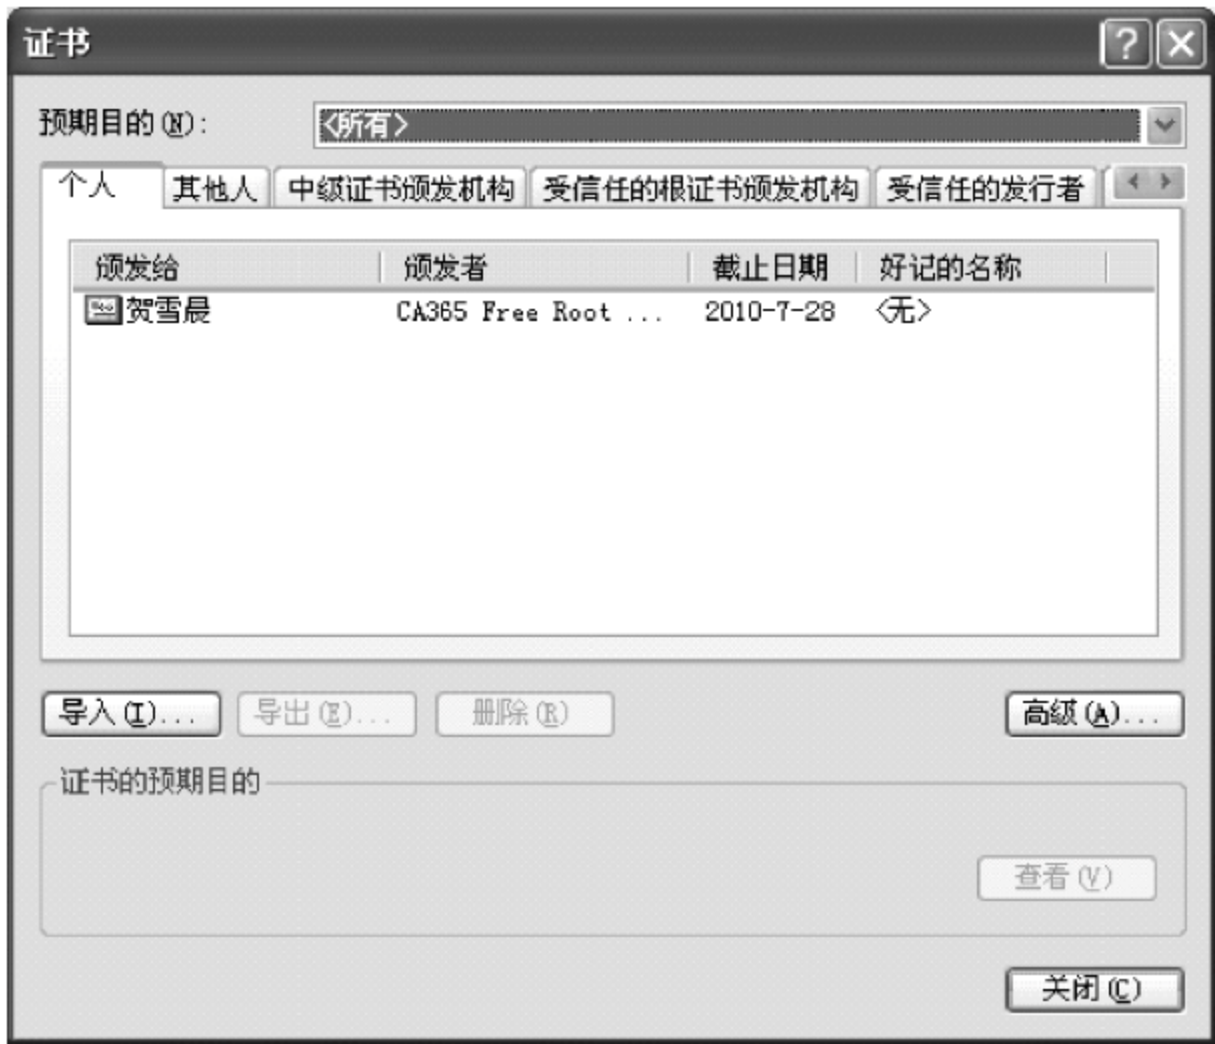 证书
预期目的(N): <所有>
个人 其他人 中级证书颁发机构 受信任的根证书颁发机构 受信任的发行者
颁发给 颁发者 截止日期 好记的名称
贺雪晨 CA365 Free Root ... 2010-7-28 <无>
导入(I)... 导出(E)... 删除(R) 高级(A)...
证书的预期目的
查看(V)
关闭(C)